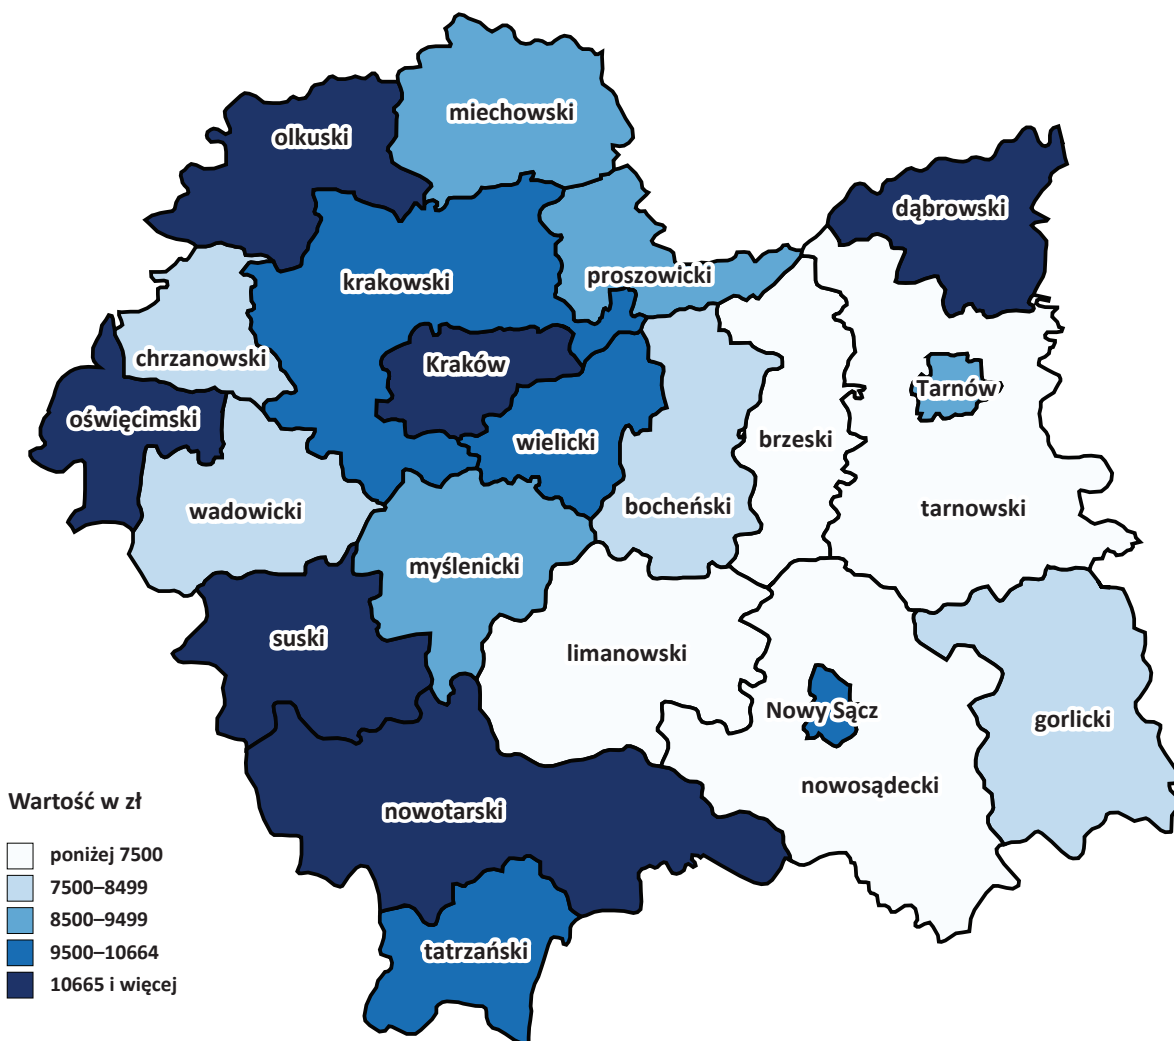 miechowski
olkuski
dąbrowski
proszowicki
krakowski
chrzanowski
Kraków
Tarnów
oświęcimski
wielicki
brzeski
wadowicki
bocheński
tarnowski
myślenicki
suski
limanowski
Nowy Sącz
gorlicki
nowosądecki
nowotarski
tatrzański
Wartość w zł
poniżej 7500
7500–8499
8500–9499
9500–10664
10665 i więcej